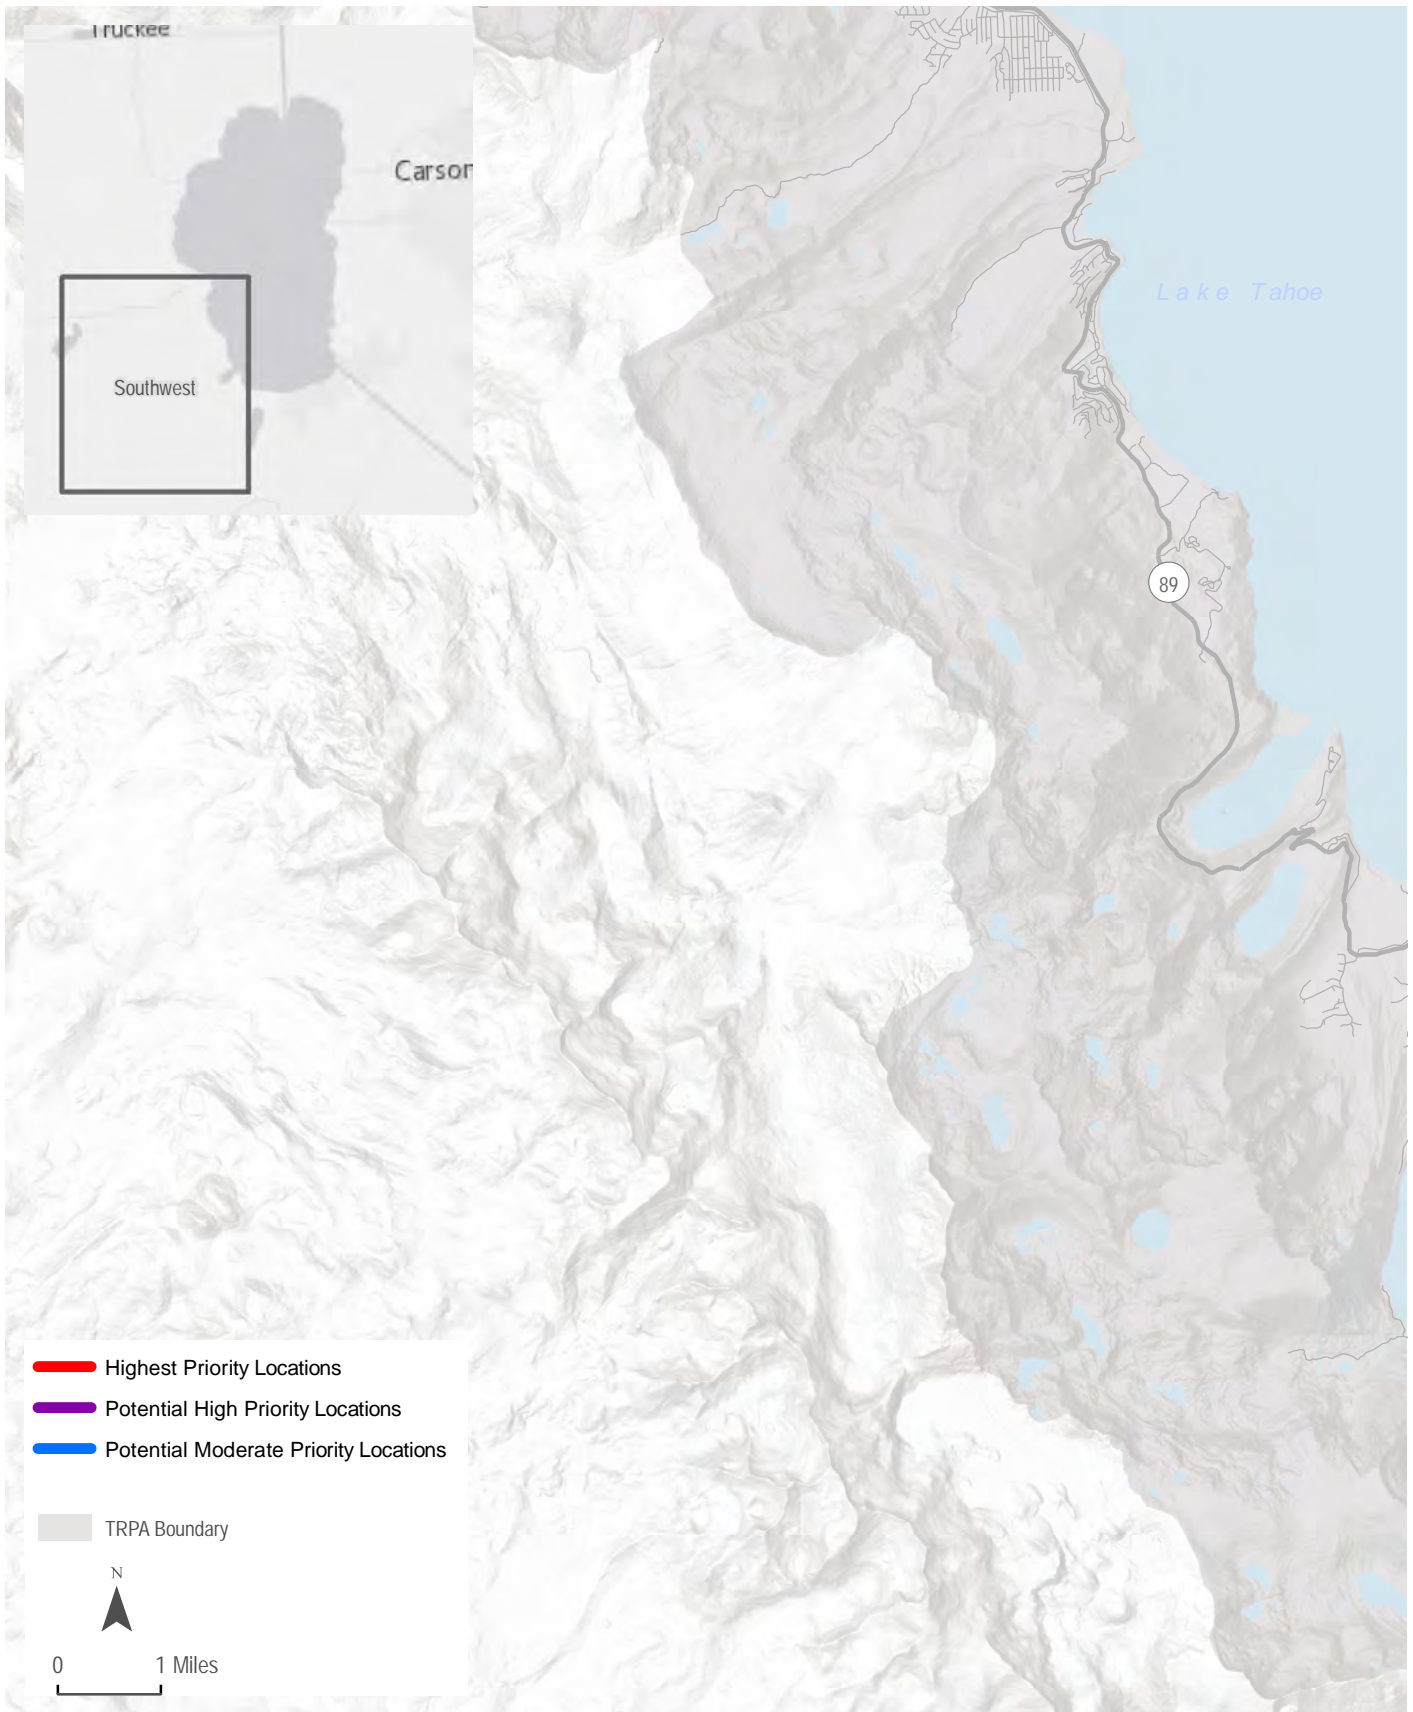 Truckee
Carson
Southwest
Lake Tahoe
89
Highest Priority Locations
Potential High Priority Locations
Potential Moderate Priority Locations
TRPA Boundary
N
0 1 Miles